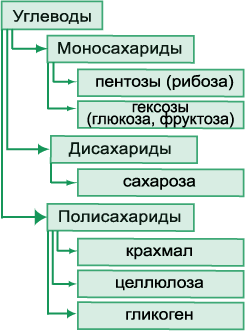 Углеводы
Моносахариды
пентозы (рибоза)
гексозы
(глюкоза, фруктоза)
Дисахариды
сахароза
Полисахариды
крахмал
целлюлоза
гликоген